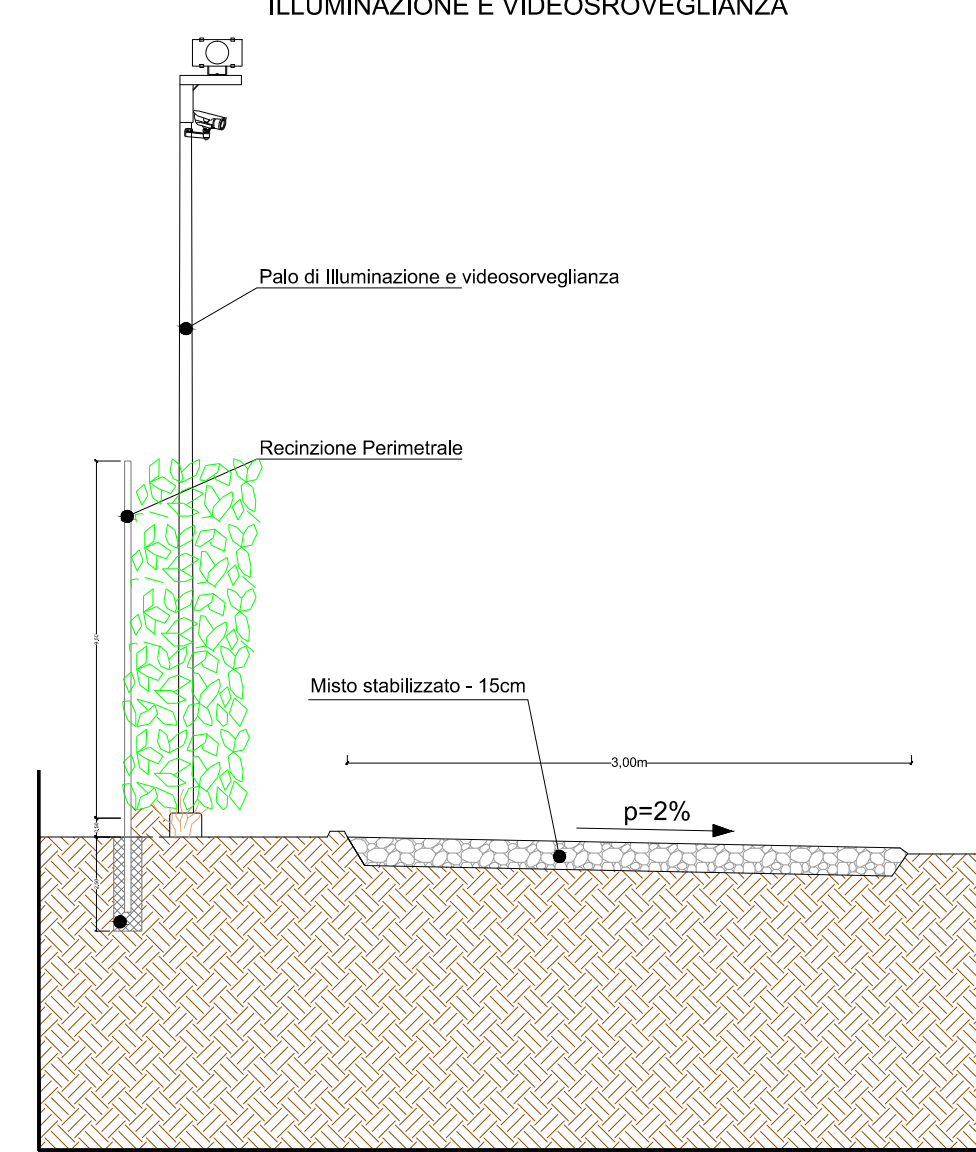 ILLUMINAZIONE E VIDEOSROVEGLIANZA
Palo di Illuminazione e videosorveglianza
Recinzione Perimetrale
Misto stabilizzato - 15cm
3,00m
p=2%